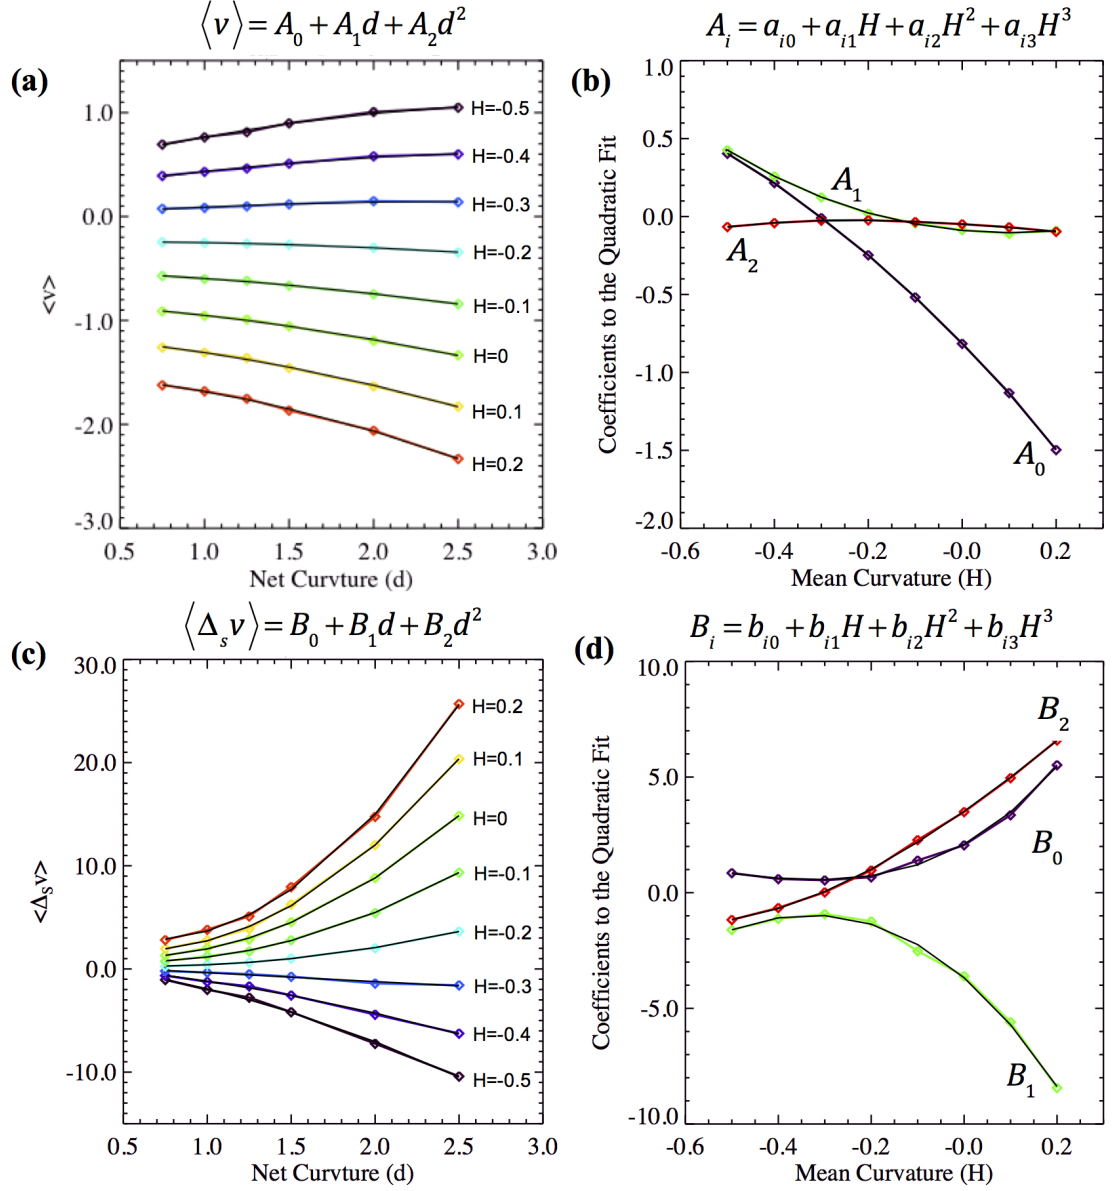 ⟨v⟩ = A₀ + A₁d + A₂d²
Aᵢ = aᵢ₀ + aᵢ₁H + aᵢ₂H² + aᵢ₃H³
(a)
1.0
0.0
-1.0
-2.0
-3.0
<v>
H=-0.5
H=-0.4
H=-0.3
H=-0.2
H=-0.1
H=0
H=0.1
H=0.2
0.5 1.0 1.5 2.0 2.5 3.0
Net Curvture (d)
(b)
1.0
0.5
0.0
-0.5
-1.0
-1.5
-2.0
Coefficients to the Quadratic Fit
A₁
A₂
A₀
-0.6 -0.4 -0.2 -0.0 0.2
Mean Curvature (H)
⟨Δₛv⟩ = B₀ + B₁d + B₂d²
Bᵢ = bᵢ₀ + bᵢ₁H + bᵢ₂H² + bᵢ₃H³
(c)
30.0
20.0
10.0
0.0
-10.0
<Δₛv>
H=0.2
H=0.1
H=0
H=-0.1
H=-0.2
H=-0.3
H=-0.4
H=-0.5
0.5 1.0 1.5 2.0 2.5 3.0
Net Curvture (d)
(d)
10.0
5.0
0.0
-5.0
-10.0
Coefficients to the Quadratic Fit
B₂
B₀
B₁
-0.6 -0.4 -0.2 -0.0 0.2
Mean Curvature (H)